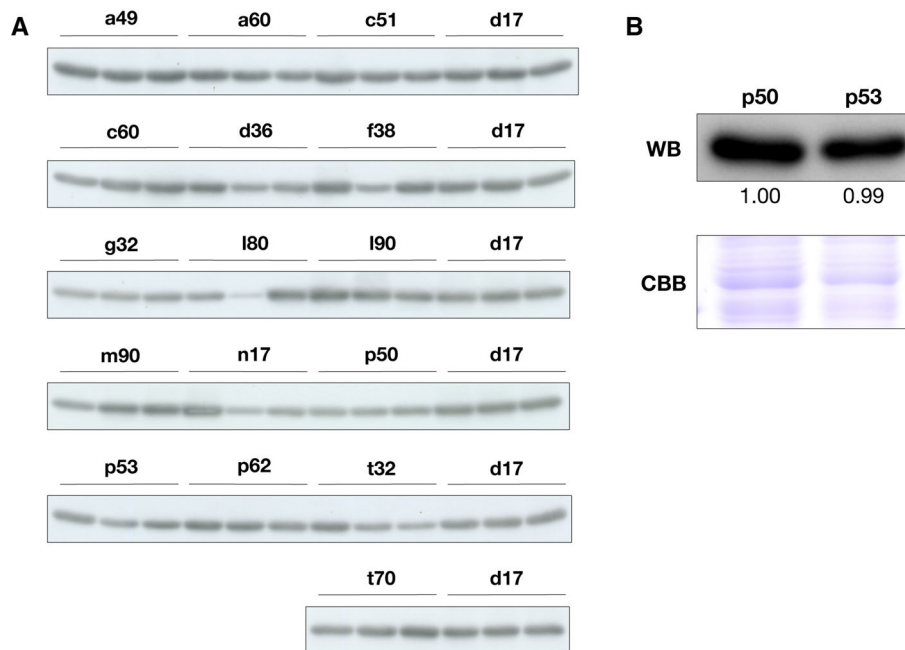 A
a49 a60 c51 d17
c60 d36 f38 d17
g32 l80 l90 d17
m90 n17 p50 d17
p53 p62 t32 d17
t70 d17
B
p50 p53
WB
1.00 0.99
CBB